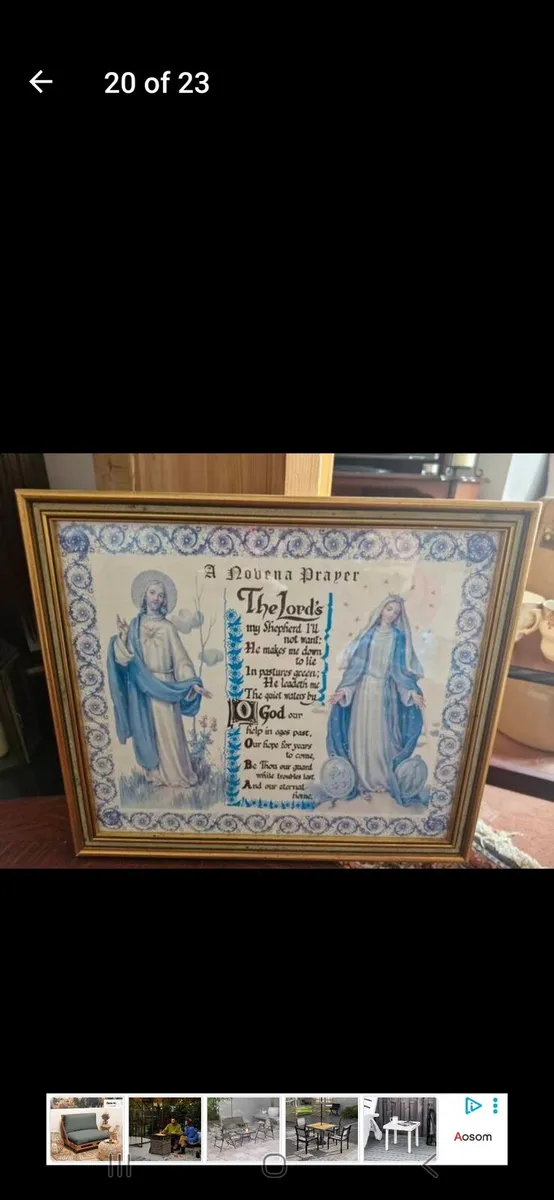 20 of 23
A Novena Prayer
The Lord's
my Shepherd I'll
not want:
He makes me down
to lie
In pastures green;
He leadeth me
The quiet waters by.
O God our
help in ages past,
Our hope for years
to come,
Be Thou our guard
while troubles last
And our eternal
home.
Aosom